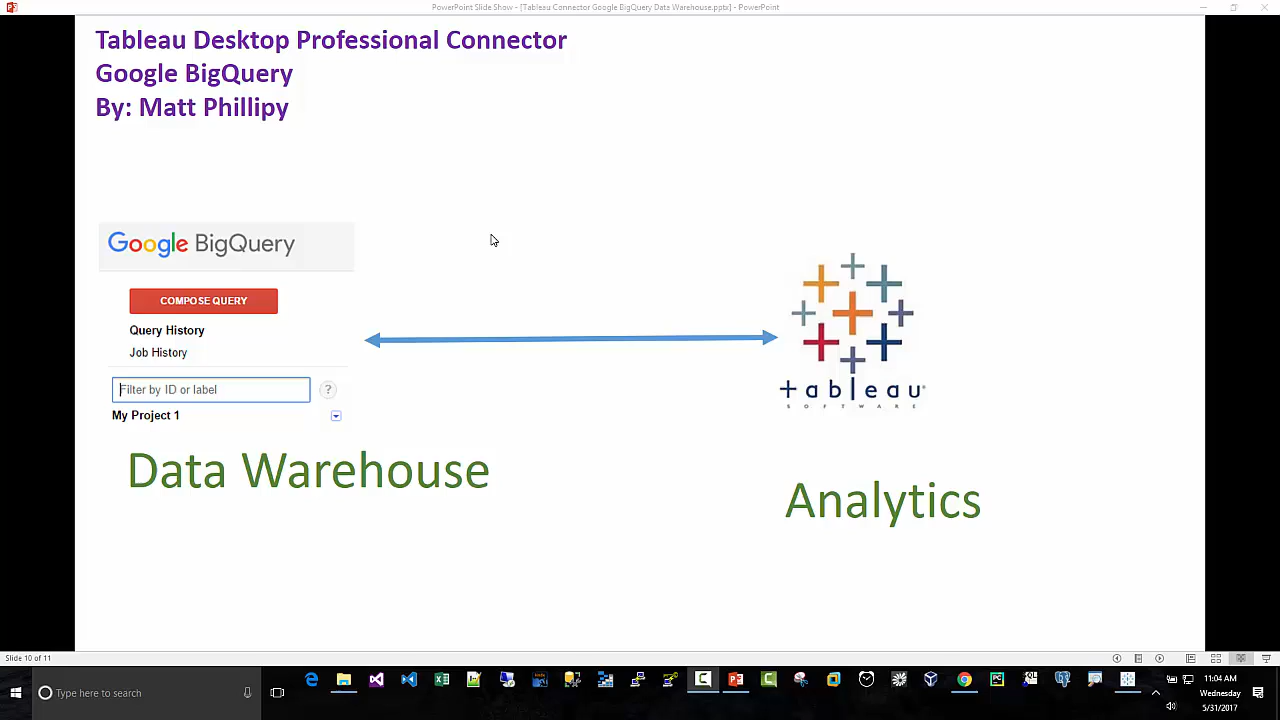 PowerPoint Slide Show - [Tableau Connector Google BigQuery Data Warehouse.pptx] - PowerPoint
Tableau Desktop Professional Connector
Google BigQuery
By: Matt Phillipy
Google BigQuery
COMPOSE QUERY
Query History
Job History
Filter by ID or label
?
My Project 1
Data Warehouse
tableau
SOFTWARE
Analytics
Slide 10 of 11
Type here to search
11:04 AM
Wednesday
5/31/2017